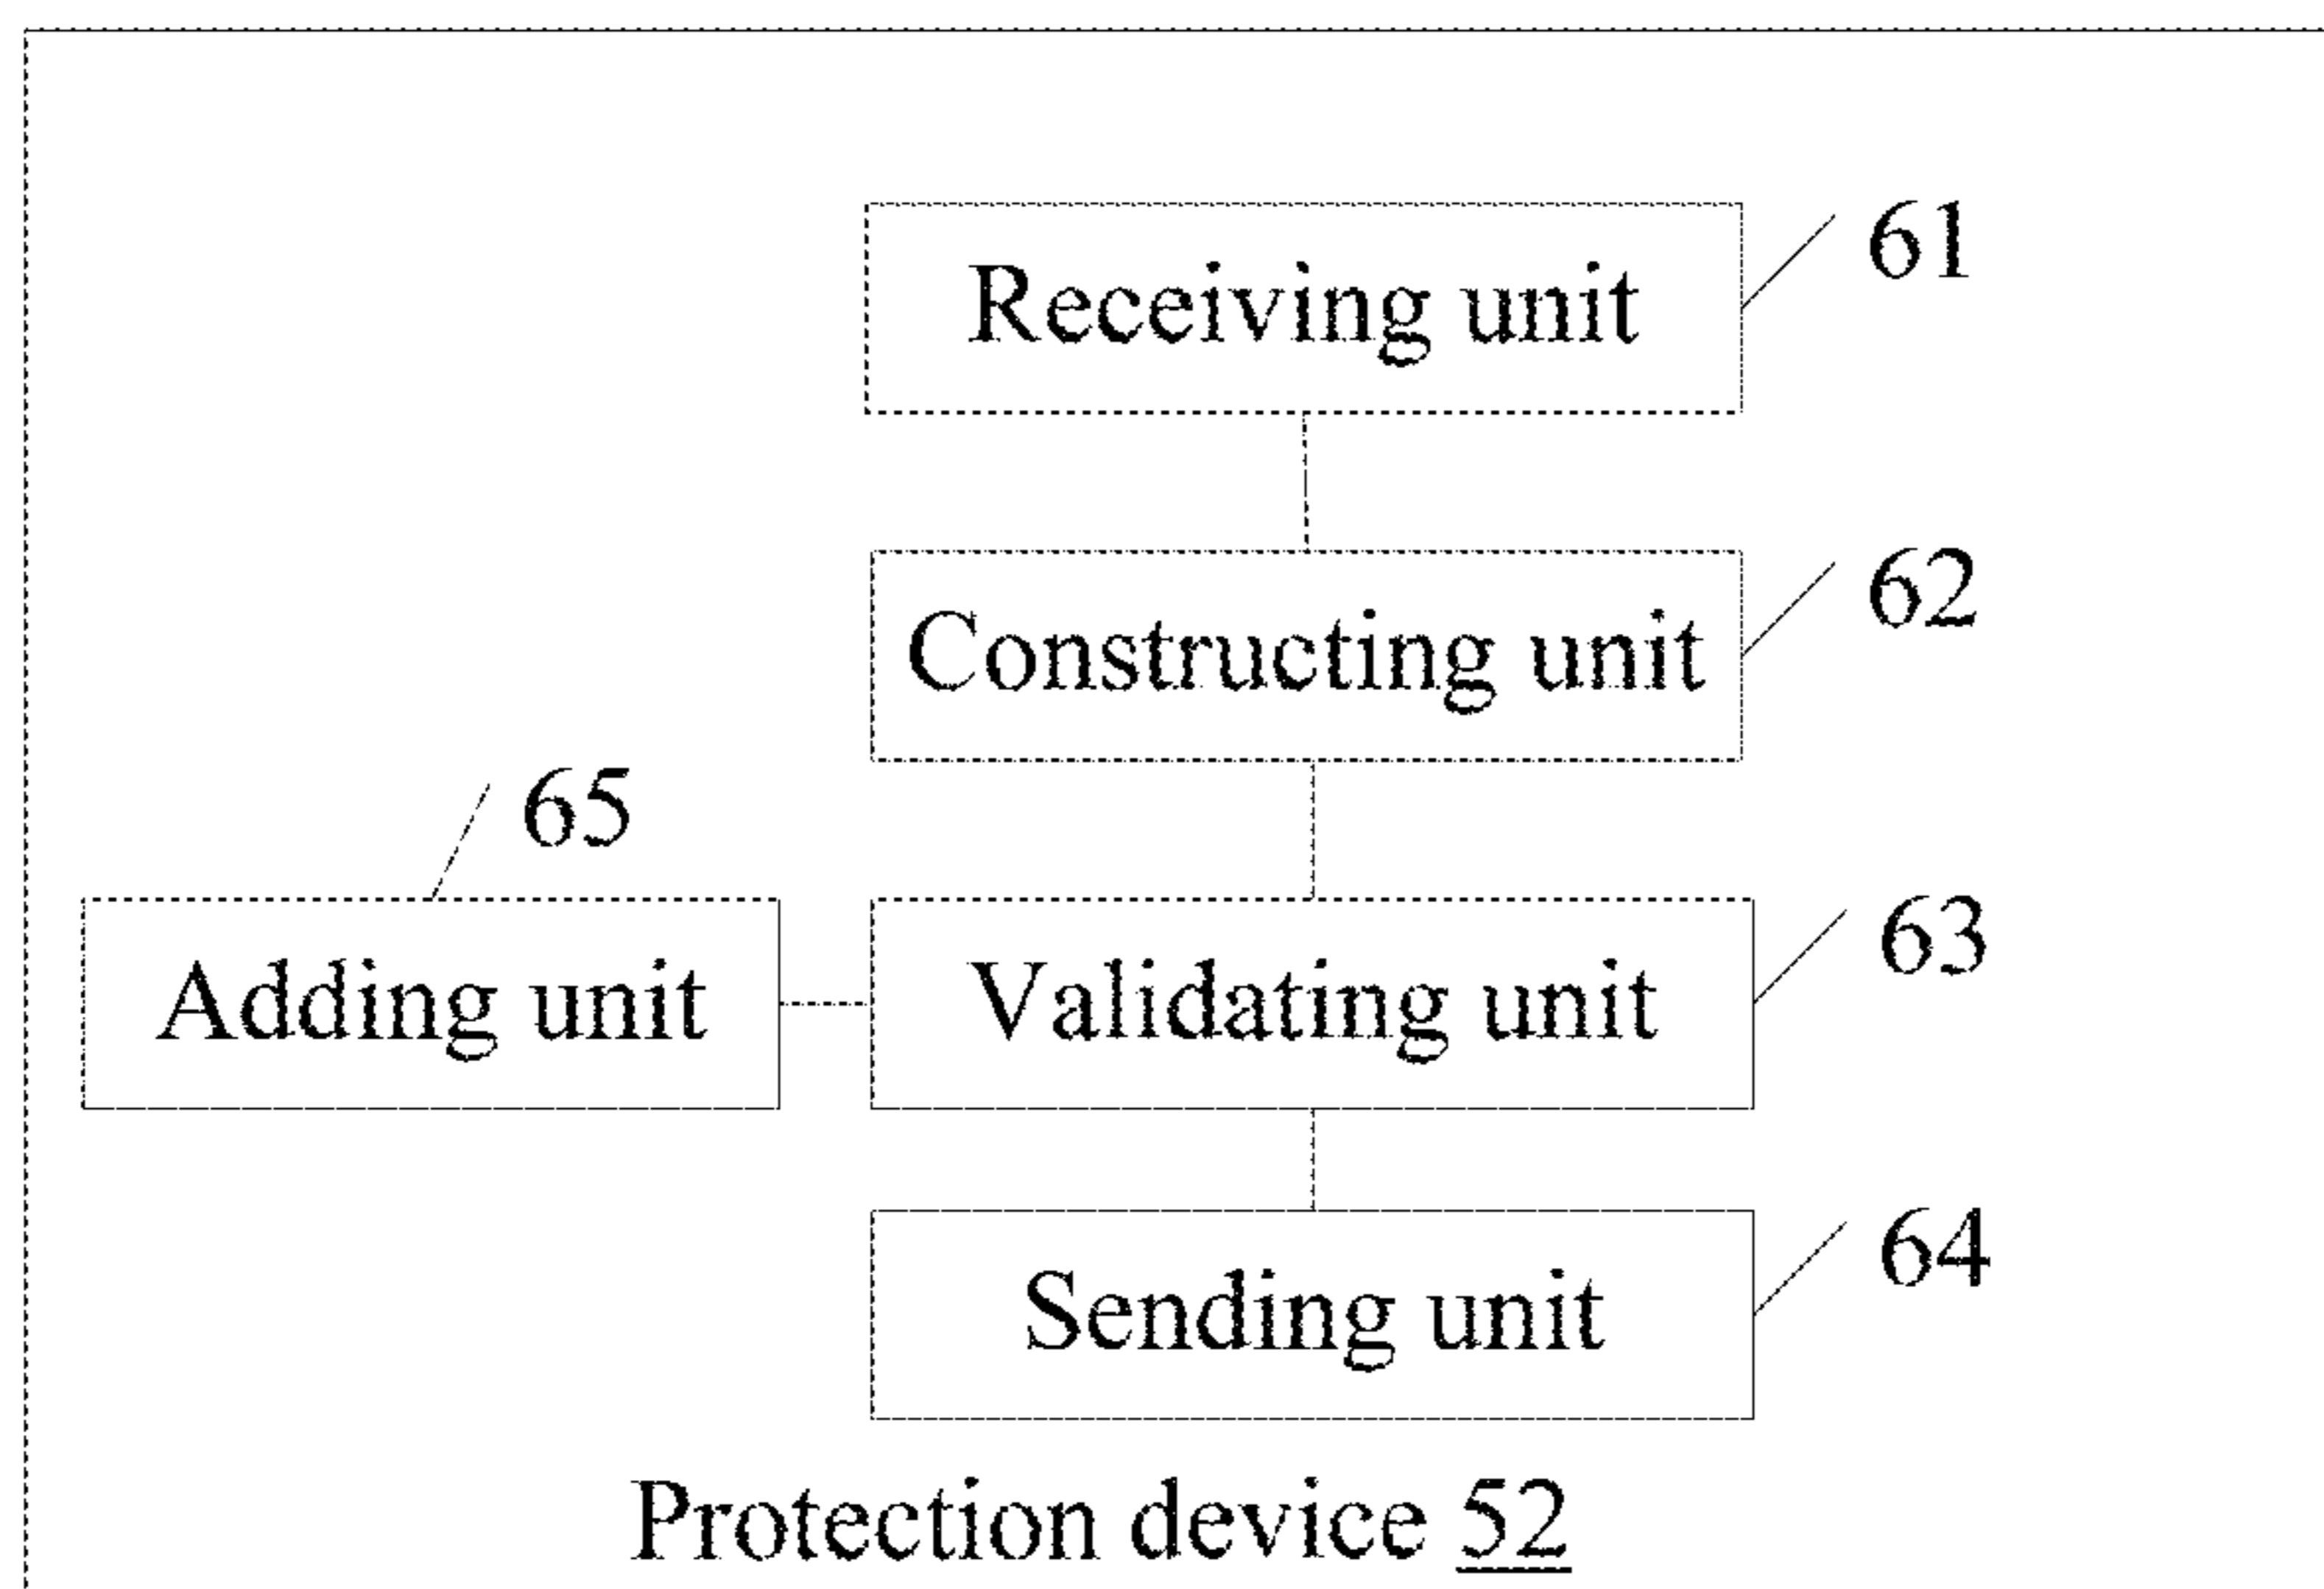 61
Receiving unit
62
Constructing unit
65
63
Adding unit
Validating unit
64
Sending unit
Protection device 52